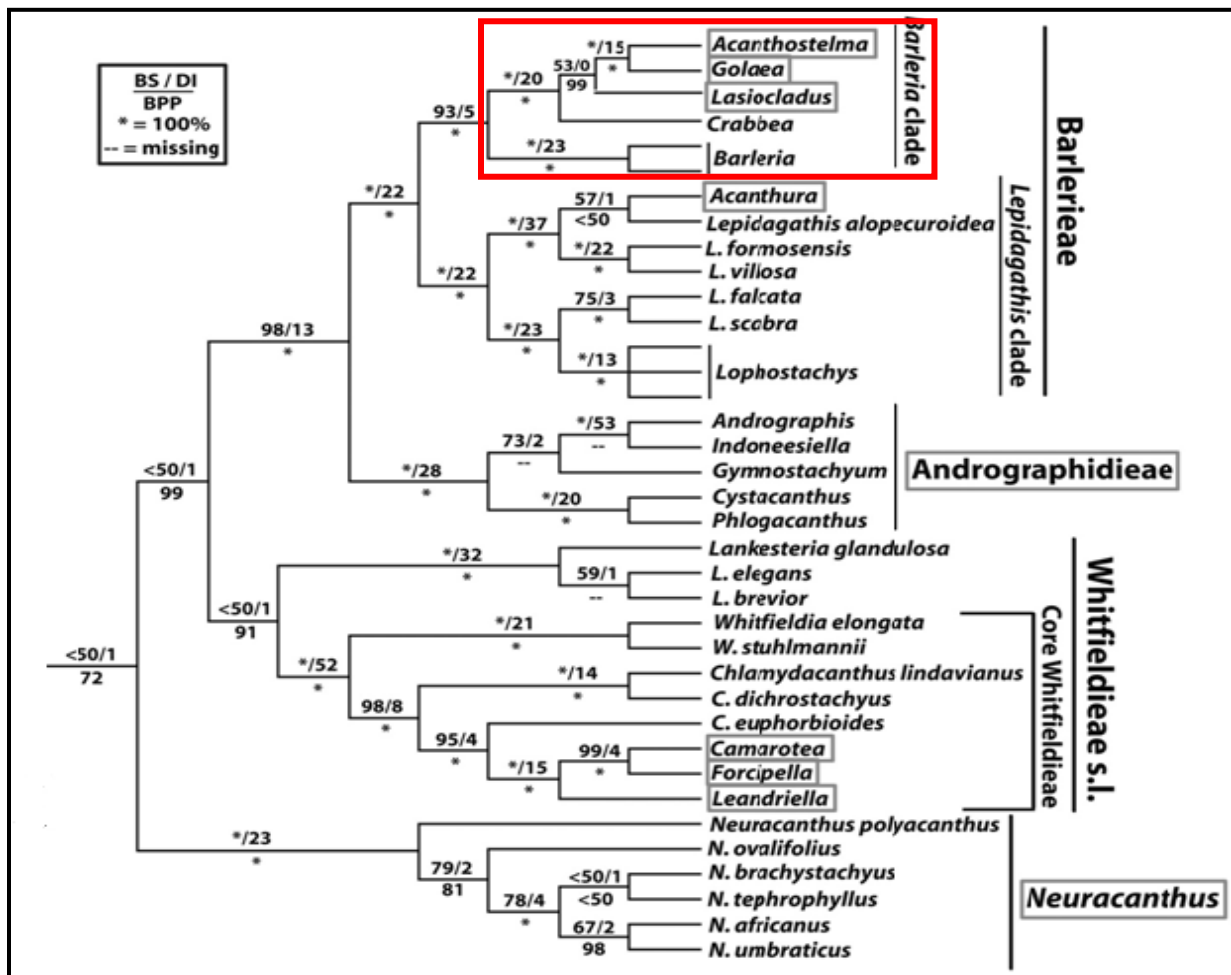 BS / DI
BPP
* = 100%
-- = missing
*/15
*
53/0
99
*/20
*
93/5
*
*/23
*
Acanthostelma
Golaea
Lasiocladus
Crabbea
Barleria
Barleria clade
*/22
*
57/1
<50
*/37
*
*/22
*
*/22
*
75/3
*
*/23
*
*/13
*
Acanthura
Lepidagathis alopecuroidea
L. formosensis
L. villosa
L. falcata
L. scobra
Lophostachys
Lepidagathis clade
Barlerieae
98/13
*
*/53
--
73/2
--
*/28
*
*/20
*
Andrographis
Indoneesiella
Gymnostachyum
Cystacanthus
Phlogacanthus
Andrographidieae
<50/1
99
*/32
*
59/1
--
<50/1
91
*/21
*
*/52
*
*/14
*
98/8
*
95/4
*
99/4
*
*/15
*
Lankesteria glandulosa
L. elegans
L. brevior
Whitfieldia elongata
W. stuhlmannii
Chlamydacanthus lindavianus
C. dichrostachyus
C. euphorbioides
Camarotea
Forcipella
Leandriella
Core Whitfieldieae
Whitfieldieae s.l.
<50/1
72
*/23
*
79/2
81
<50/1
<50
78/4
*
67/2
98
Neuracanthus polyacanthus
N. ovalifolius
N. brachystachyus
N. tephrophyllus
N. africanus
N. umbraticus
Neuracanthus